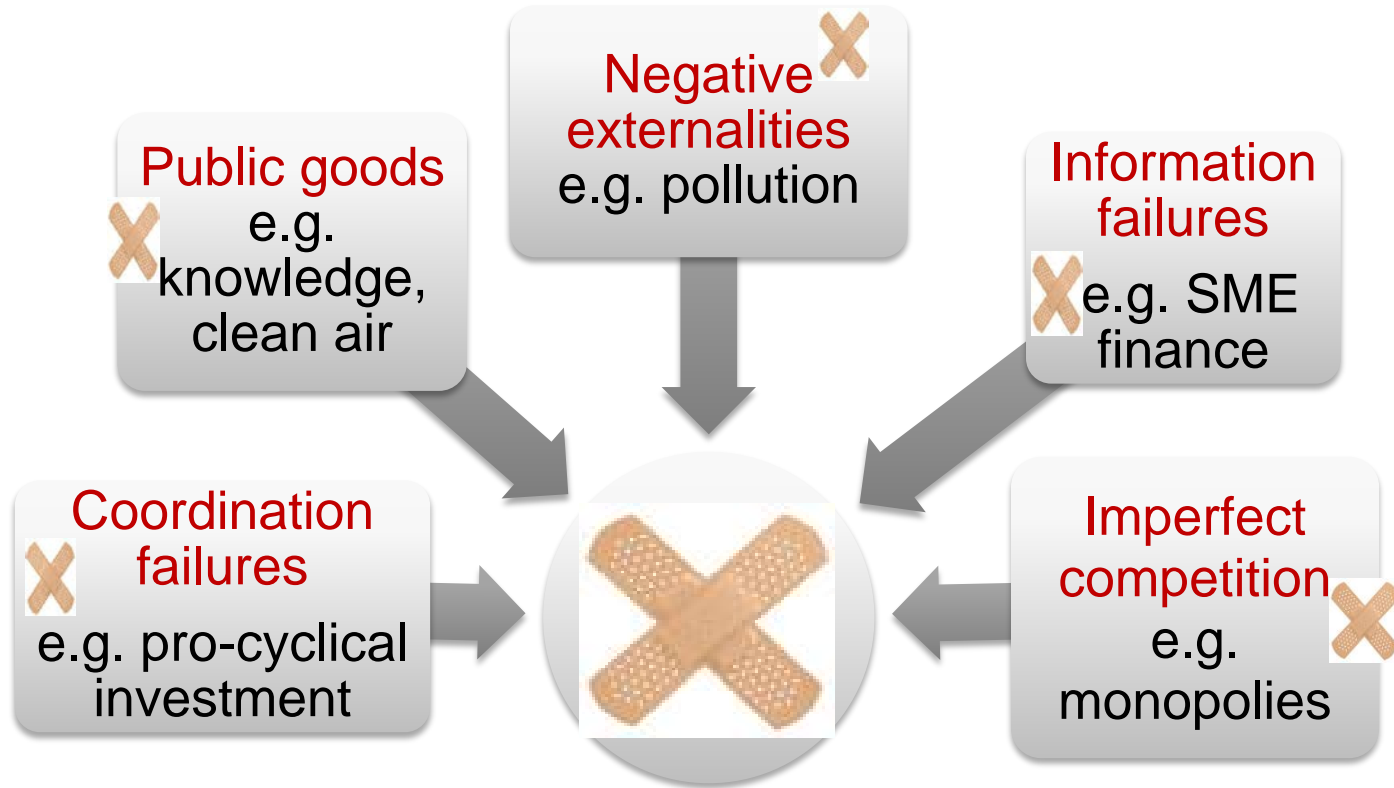 Coordination
failures
e.g. pro-cyclical
investment
Public goods
e.g.
knowledge,
clean air
Negative
externalities
e.g. pollution
Information
failures
e.g. SME
finance
Imperfect
competition
e.g.
monopolies